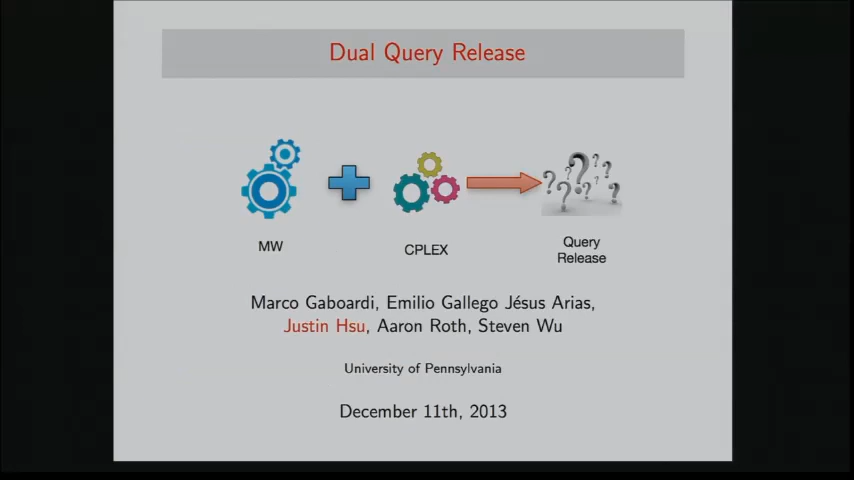 Dual Query Release
MW
CPLEX
Query
Release
Marco Gaboardi, Emilio Gallego Jésus Arias,
Justin Hsu, Aaron Roth, Steven Wu
University of Pennsylvania
December 11th, 2013